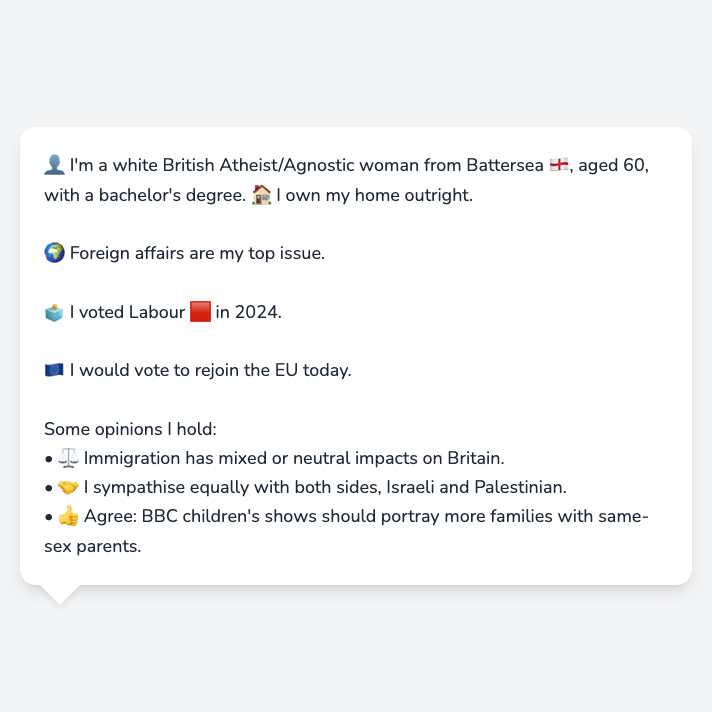 👤 I'm a white British Atheist/Agnostic woman from Battersea 🏴󠁧󠁢󠁥󠁮󠁧󠁿, aged 60,
with a bachelor's degree. 🏠 I own my home outright.
🌍 Foreign affairs are my top issue.
🗳️ I voted Labour 🟥 in 2024.
🇪🇺 I would vote to rejoin the EU today.
Some opinions I hold:
• ⚖️ Immigration has mixed or neutral impacts on Britain.
• 🤝 I sympathise equally with both sides, Israeli and Palestinian.
• 👍 Agree: BBC children's shows should portray more families with same-
sex parents.